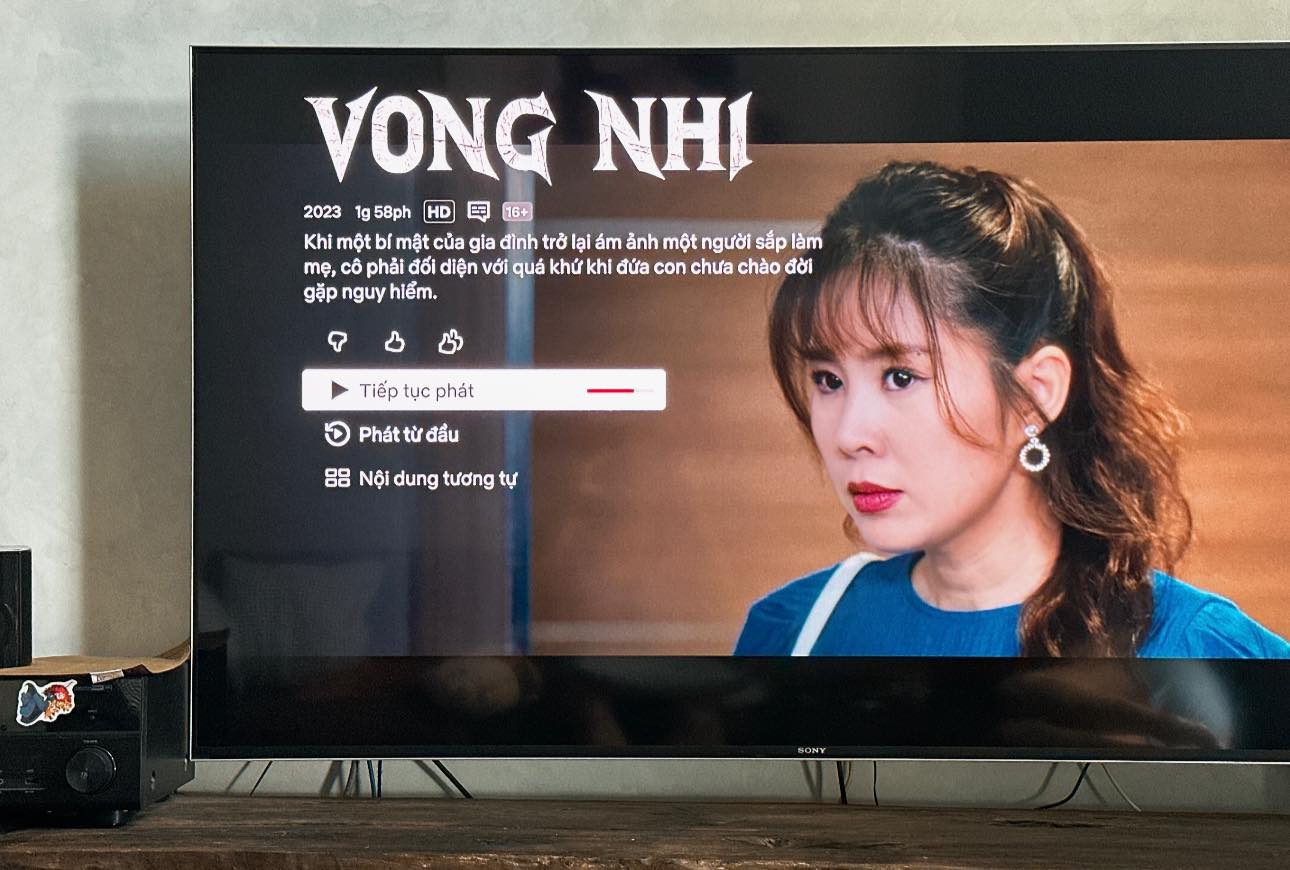 VONG NHI
2023 1g 58ph HD 16+
Khi một bí mật của gia đình trở lại ám ảnh một người sắp làm
mẹ, cô phải đối diện với quá khứ khi đứa con chưa chào đời
gặp nguy hiểm.
Tiếp tục phát
Phát từ đầu
Nội dung tương tự
SONY